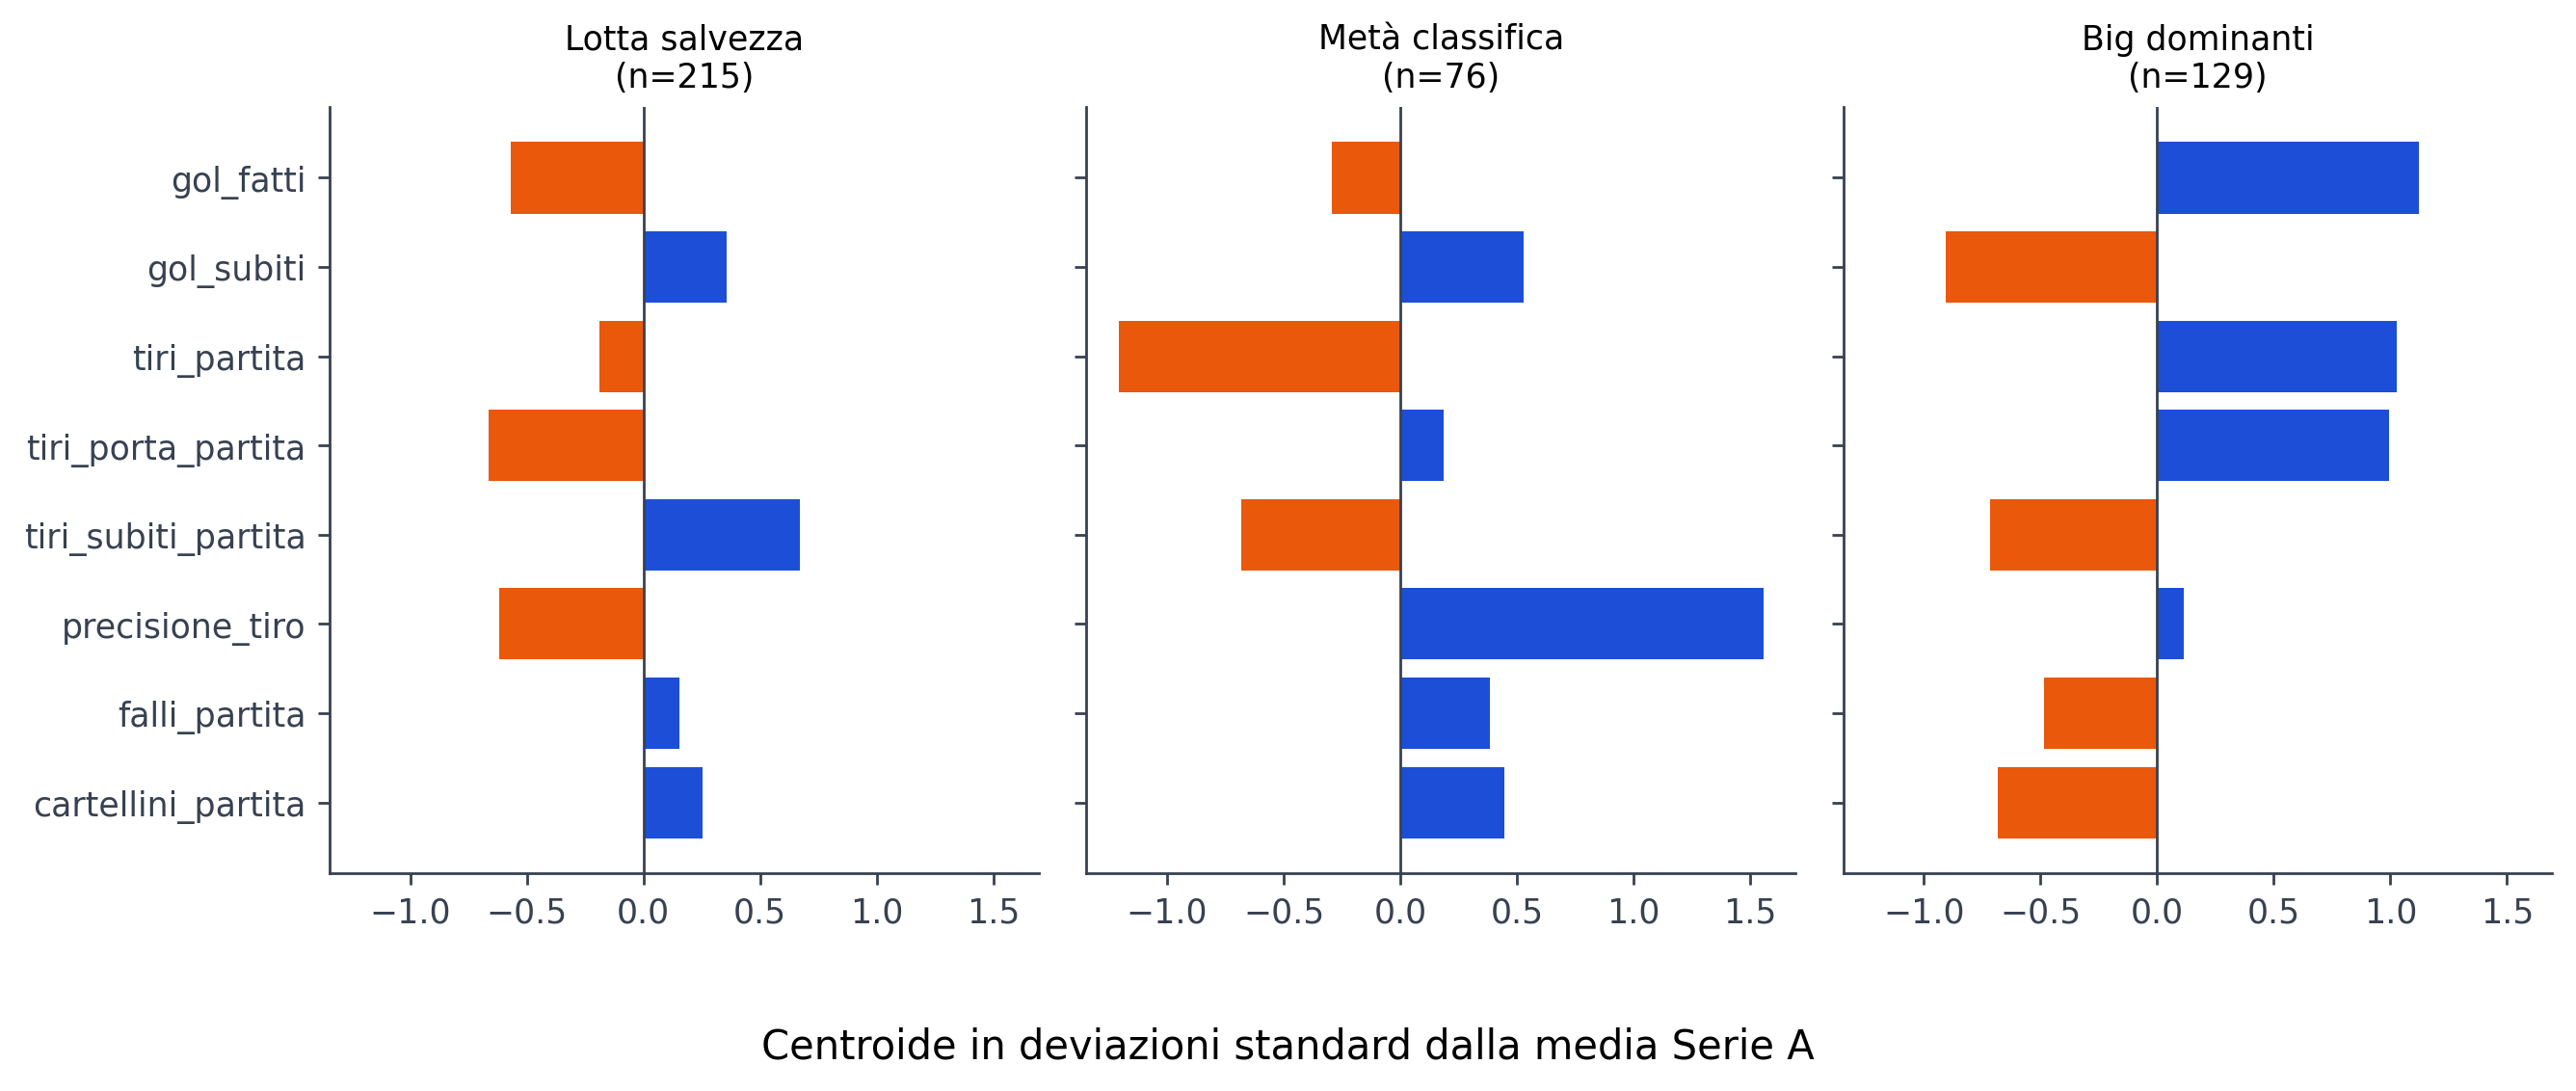 Lotta salvezza
(n=215)
Metà classifica
(n=76)
Big dominanti
(n=129)
gol_fatti
gol_subiti
tiri_partita
tiri_porta_partita
tiri_subiti_partita
precisione_tiro
falli_partita
cartellini_partita
−1.0 −0.5 0.0 0.5 1.0 1.5
−1.0 −0.5 0.0 0.5 1.0 1.5
−1.0 −0.5 0.0 0.5 1.0 1.5
Centroide in deviazioni standard dalla media Serie A